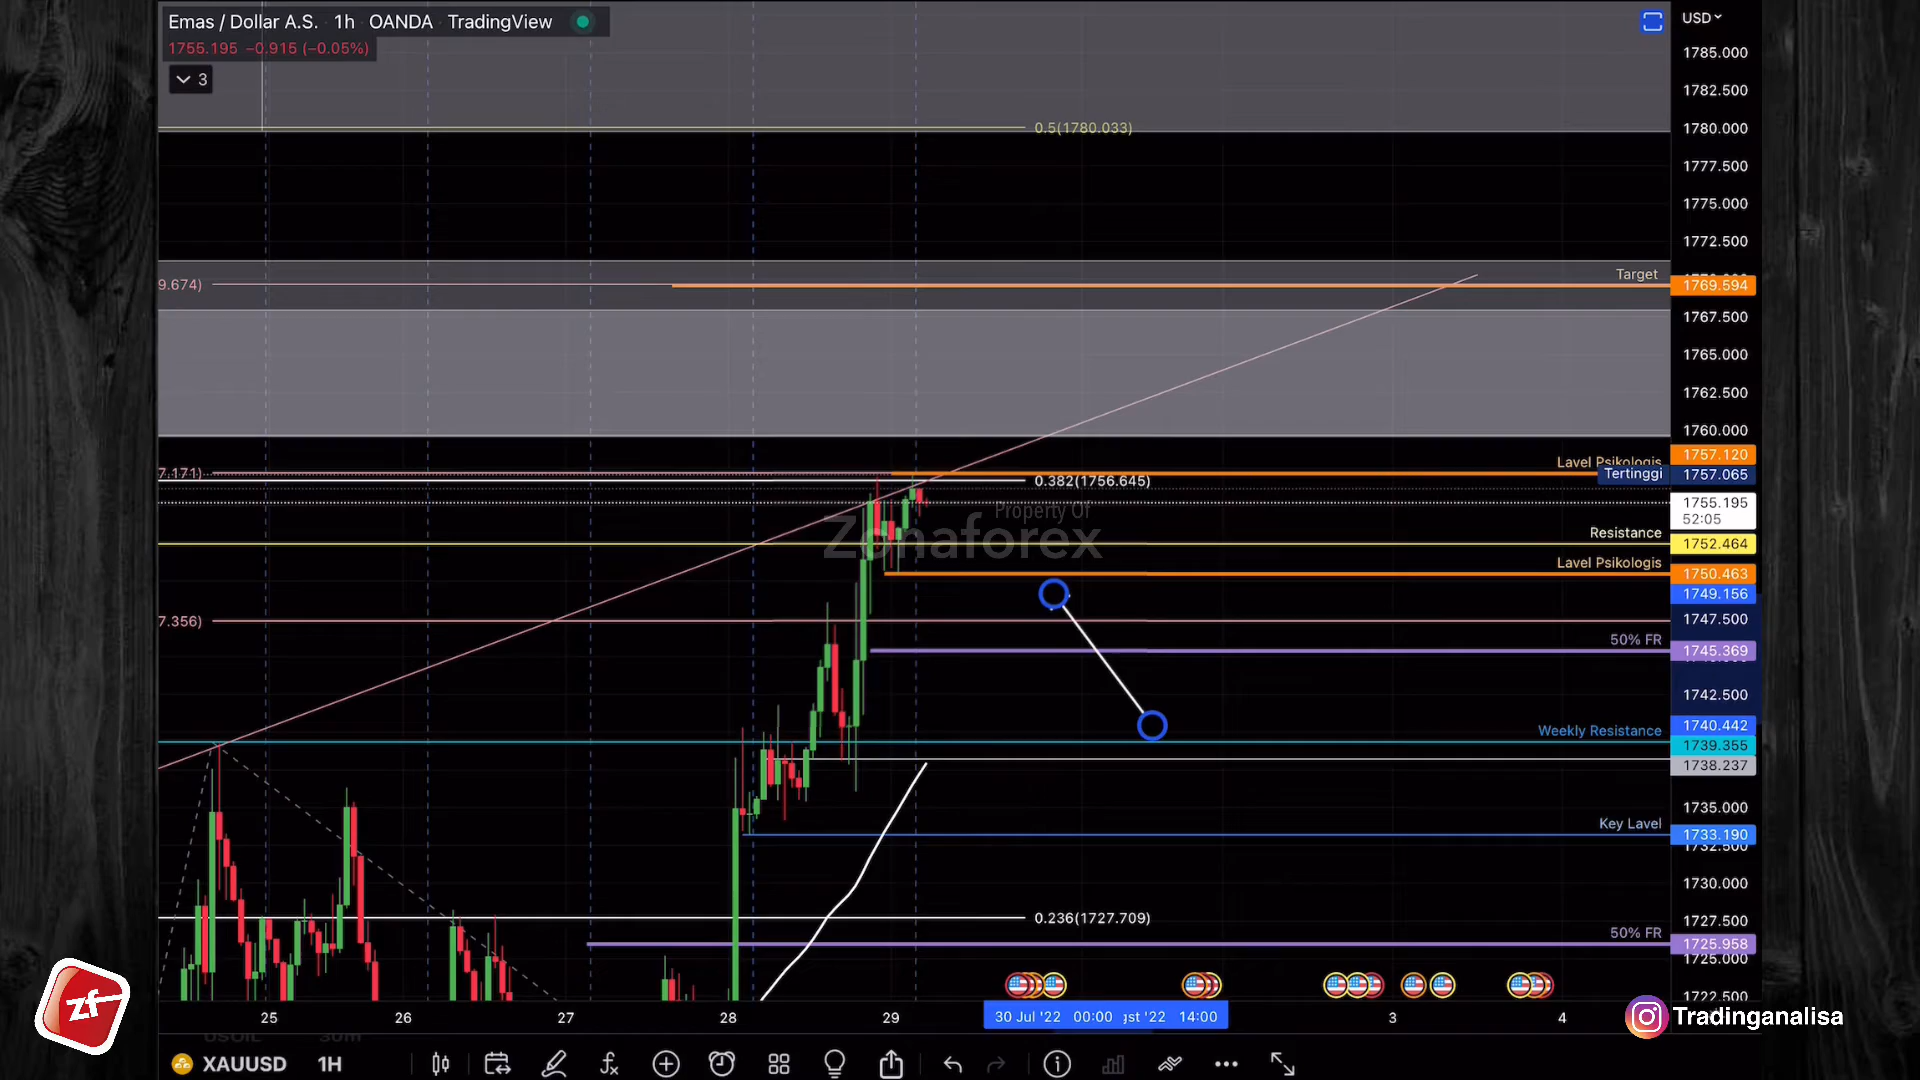 Emas / Dollar A.S. 1h OANDA TradingView
1755.195 −0.915 (−0.05%)
3
USD
1785.000
1782.500
0.5(1780.033)
1780.000
1777.500
1775.000
1772.500
Target
9.674)
1769.594
1767.500
1765.000
1762.500
1760.000
Lavel Psikologis
1757.120
7.171)
Tertinggi
1757.065
0.382(1756.645)
1755.195
52:05
Property Of
Zonaforex
Resistance
1752.464
Lavel Psikologis
1750.463
1749.156
7.356)
1747.500
50% FR
1745.369
1742.500
1740.442
Weekly Resistance
1739.355
1738.237
1735.000
Key Lavel
1733.190
1732.500
1730.000
0.236(1727.709)
1727.500
50% FR
1725.958
1725.000
1722.500
25 26 27 28 29 30 Jul '22 00:00 gst '22 14:00 3 4
zf
Tradinganalisa
USOIL 30m
XAUUSD 1H